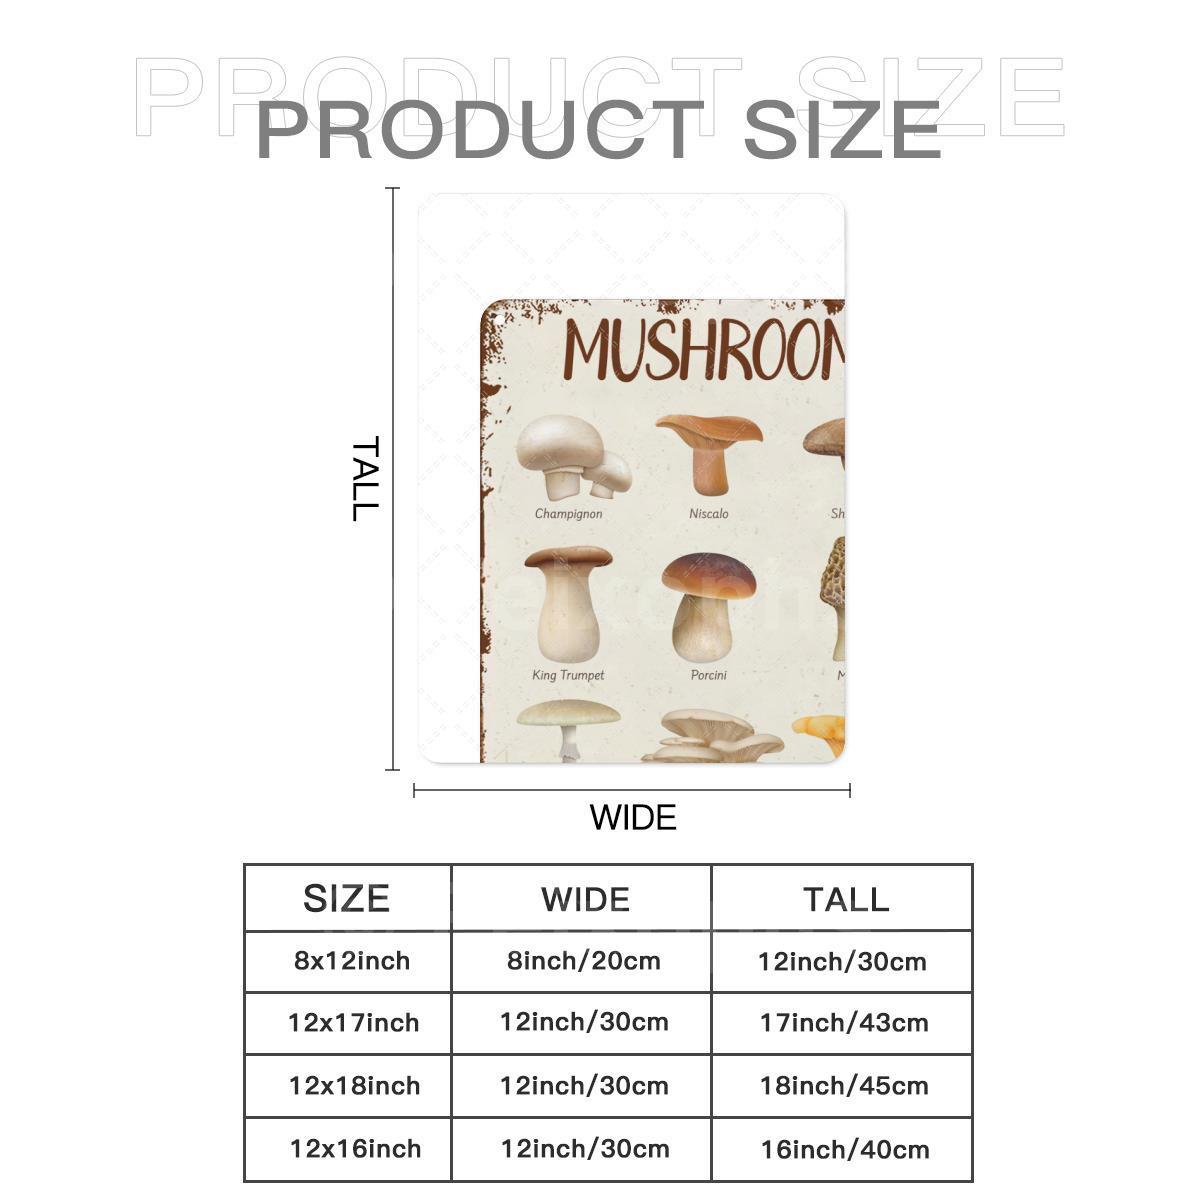 PRODUCT SIZE
PRODUCT SIZE
TALL
MUSHROOM
Champignon
Niscalo
Sh
King Trumpet
Porcini
M
WIDE
SIZE WIDE TALL
8x12inch 8inch/20cm 12inch/30cm
12x17inch 12inch/30cm 17inch/43cm
12x18inch 12inch/30cm 18inch/45cm
12x16inch 12inch/30cm 16inch/40cm